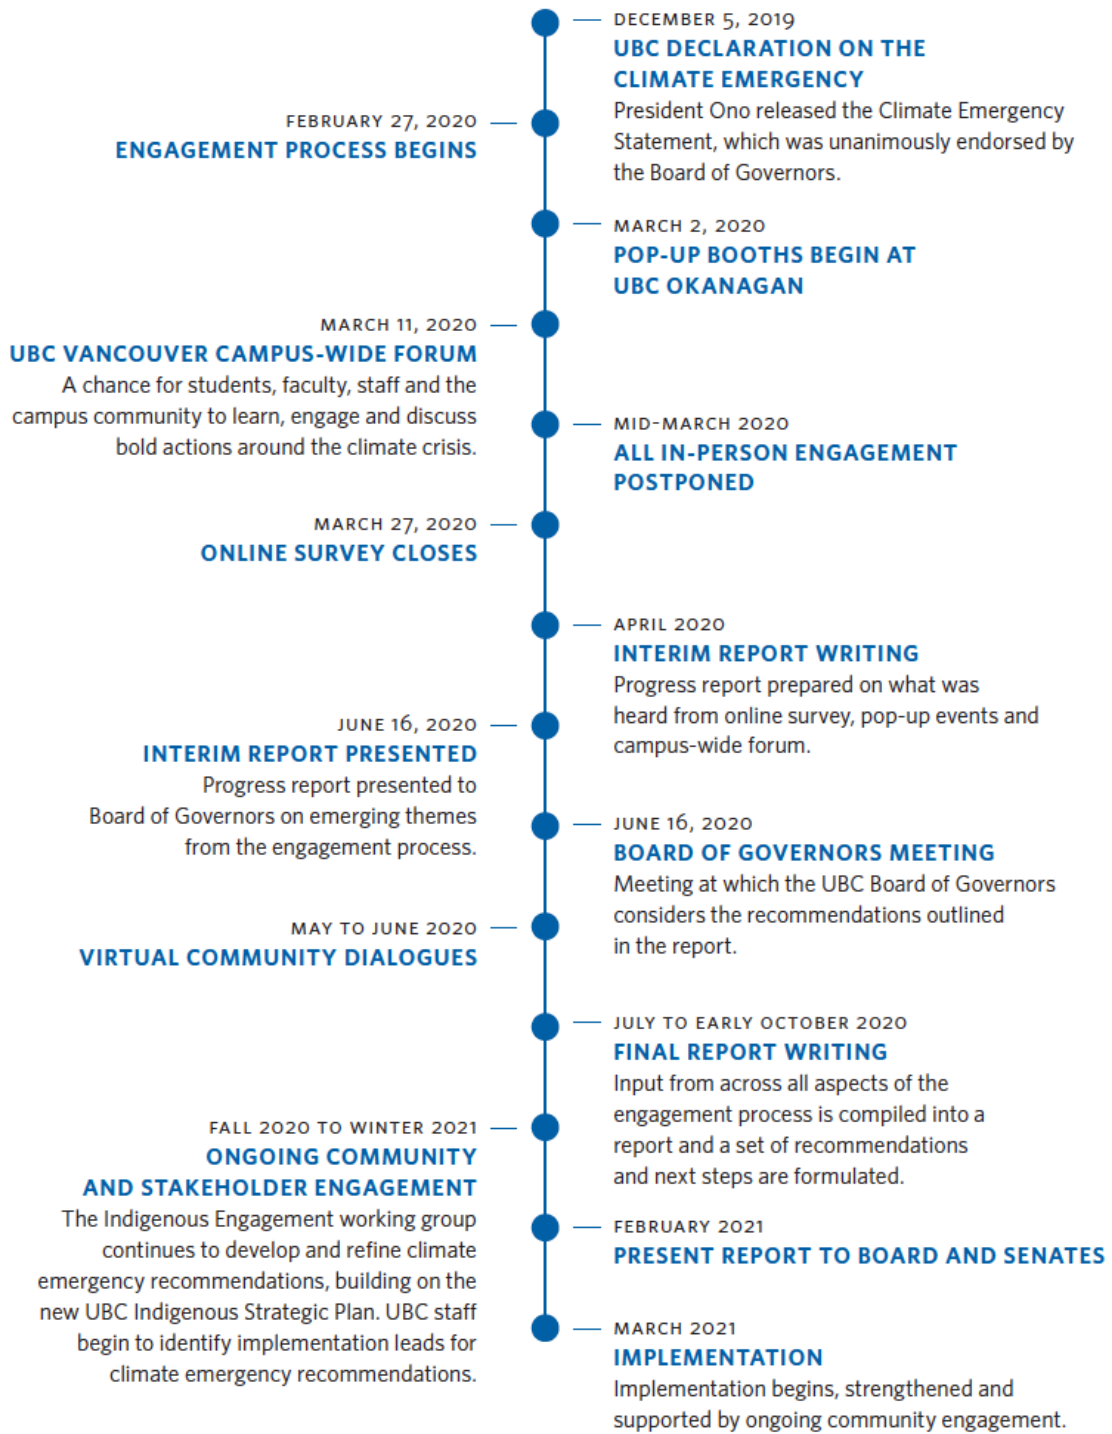 DECEMBER 5, 2019
UBC DECLARATION ON THE
CLIMATE EMERGENCY
President Ono released the Climate Emergency
Statement, which was unanimously endorsed by
the Board of Governors.
FEBRUARY 27, 2020
ENGAGEMENT PROCESS BEGINS
MARCH 2, 2020
POP-UP BOOTHS BEGIN AT
UBC OKANAGAN
MARCH 11, 2020
UBC VANCOUVER CAMPUS-WIDE FORUM
A chance for students, faculty, staff and the
campus community to learn, engage and discuss
bold actions around the climate crisis.
MID-MARCH 2020
ALL IN-PERSON ENGAGEMENT
POSTPONED
MARCH 27, 2020
ONLINE SURVEY CLOSES
APRIL 2020
INTERIM REPORT WRITING
Progress report prepared on what was
heard from online survey, pop-up events and
campus-wide forum.
JUNE 16, 2020
INTERIM REPORT PRESENTED
Progress report presented to
Board of Governors on emerging themes
from the engagement process.
JUNE 16, 2020
BOARD OF GOVERNORS MEETING
Meeting at which the UBC Board of Governors
considers the recommendations outlined
in the report.
MAY TO JUNE 2020
VIRTUAL COMMUNITY DIALOGUES
JULY TO EARLY OCTOBER 2020
FINAL REPORT WRITING
Input from across all aspects of the
engagement process is compiled into a
report and a set of recommendations
and next steps are formulated.
FALL 2020 TO WINTER 2021
ONGOING COMMUNITY
AND STAKEHOLDER ENGAGEMENT
The Indigenous Engagement working group
continues to develop and refine climate
emergency recommendations, building on the
new UBC Indigenous Strategic Plan. UBC staff
begin to identify implementation leads for
climate emergency recommendations.
FEBRUARY 2021
PRESENT REPORT TO BOARD AND SENATES
MARCH 2021
IMPLEMENTATION
Implementation begins, strengthened and
supported by ongoing community engagement.